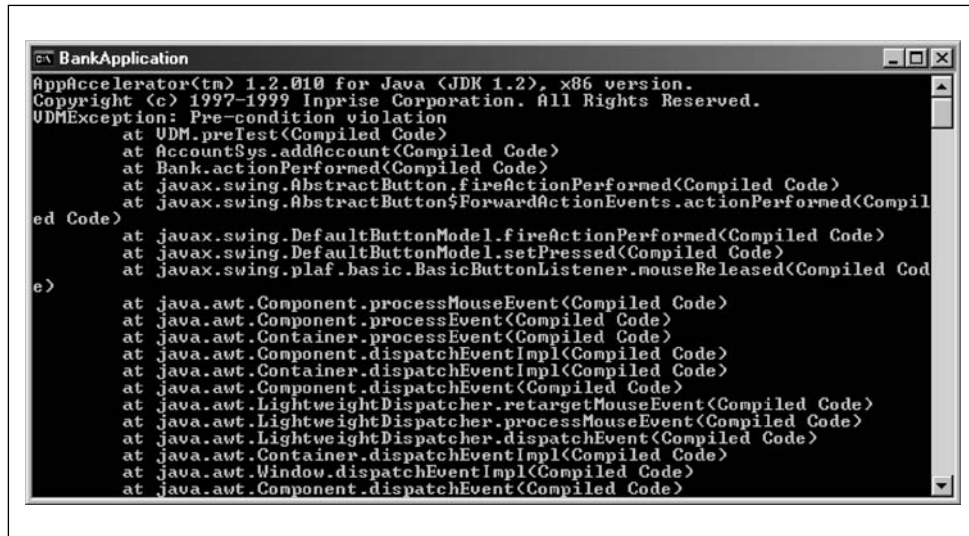 BankApplication
AppAccelerator(tm) 1.2.010 for Java (JDK 1.2), x86 version.
Copyright (c) 1997-1999 Inprise Corporation. All Rights Reserved.
VDMException: Pre-condition violation
at VDM.preTest(Compiled Code)
at AccountSys.addAccount(Compiled Code)
at Bank.actionPerformed(Compiled Code)
at javax.swing.AbstractButton.fireActionPerformed(Compiled Code)
at javax.swing.AbstractButton$ForwardActionEvents.actionPerformed(Compil
ed Code)
at javax.swing.DefaultButtonModel.fireActionPerformed(Compiled Code)
at javax.swing.DefaultButtonModel.setPressed(Compiled Code)
at javax.swing.plaf.basic.BasicButtonListener.mouseReleased(Compiled Cod
e)
at java.awt.Component.processMouseEvent(Compiled Code)
at java.awt.Component.processEvent(Compiled Code)
at java.awt.Container.processEvent(Compiled Code)
at java.awt.Component.dispatchEventImpl(Compiled Code)
at java.awt.Container.dispatchEventImpl(Compiled Code)
at java.awt.Component.dispatchEvent(Compiled Code)
at java.awt.LightweightDispatcher.retargetMouseEvent(Compiled Code)
at java.awt.LightweightDispatcher.processMouseEvent(Compiled Code)
at java.awt.LightweightDispatcher.dispatchEvent(Compiled Code)
at java.awt.Container.dispatchEventImpl(Compiled Code)
at java.awt.Window.dispatchEventImpl(Compiled Code)
at java.awt.Component.dispatchEvent(Compiled Code)